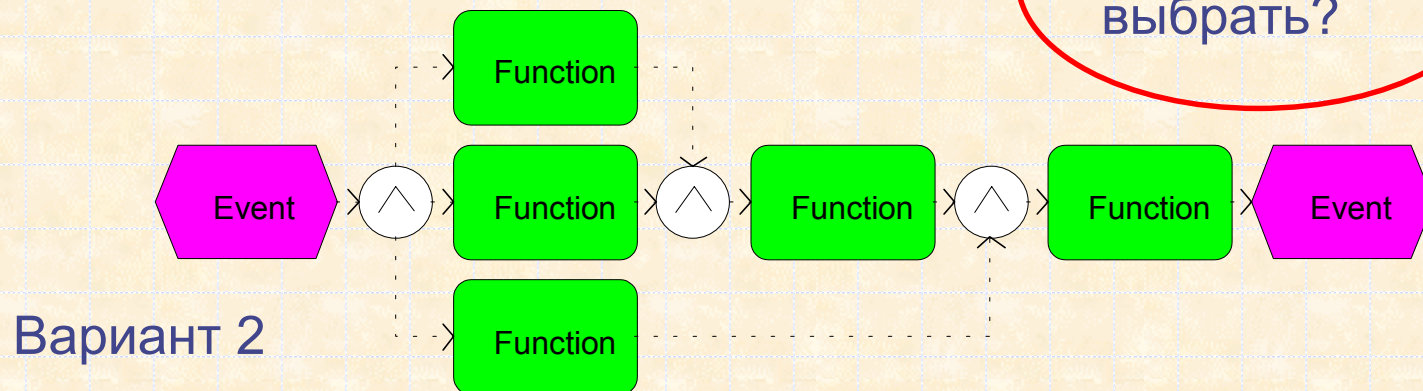 выбрать?
Function
Event
Function
Function
Function
Event
Function
Вариант 2